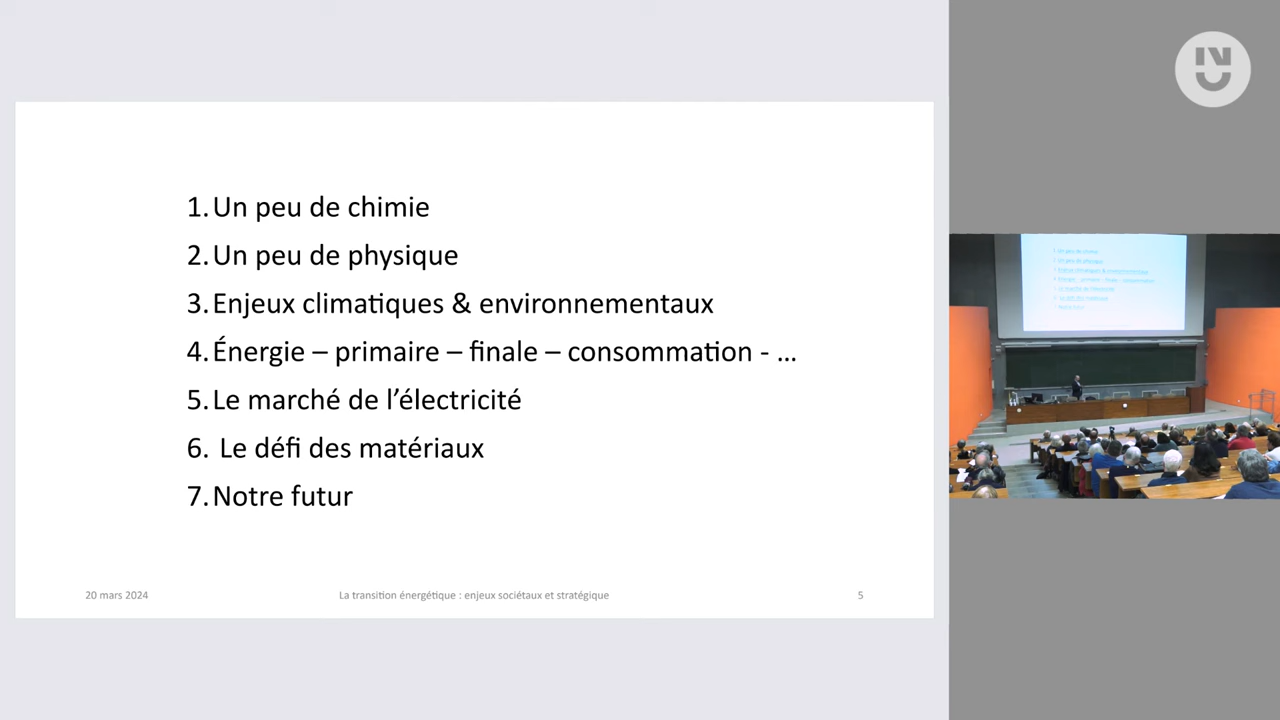 1. Un peu de chimie
2. Un peu de physique
3. Enjeux climatiques & environnementaux
4. Énergie – primaire – finale – consommation - ...
5. Le marché de l’électricité
6. Le défi des matériaux
7. Notre futur
20 mars 2024
La transition énergétique : enjeux sociétaux et stratégique
5